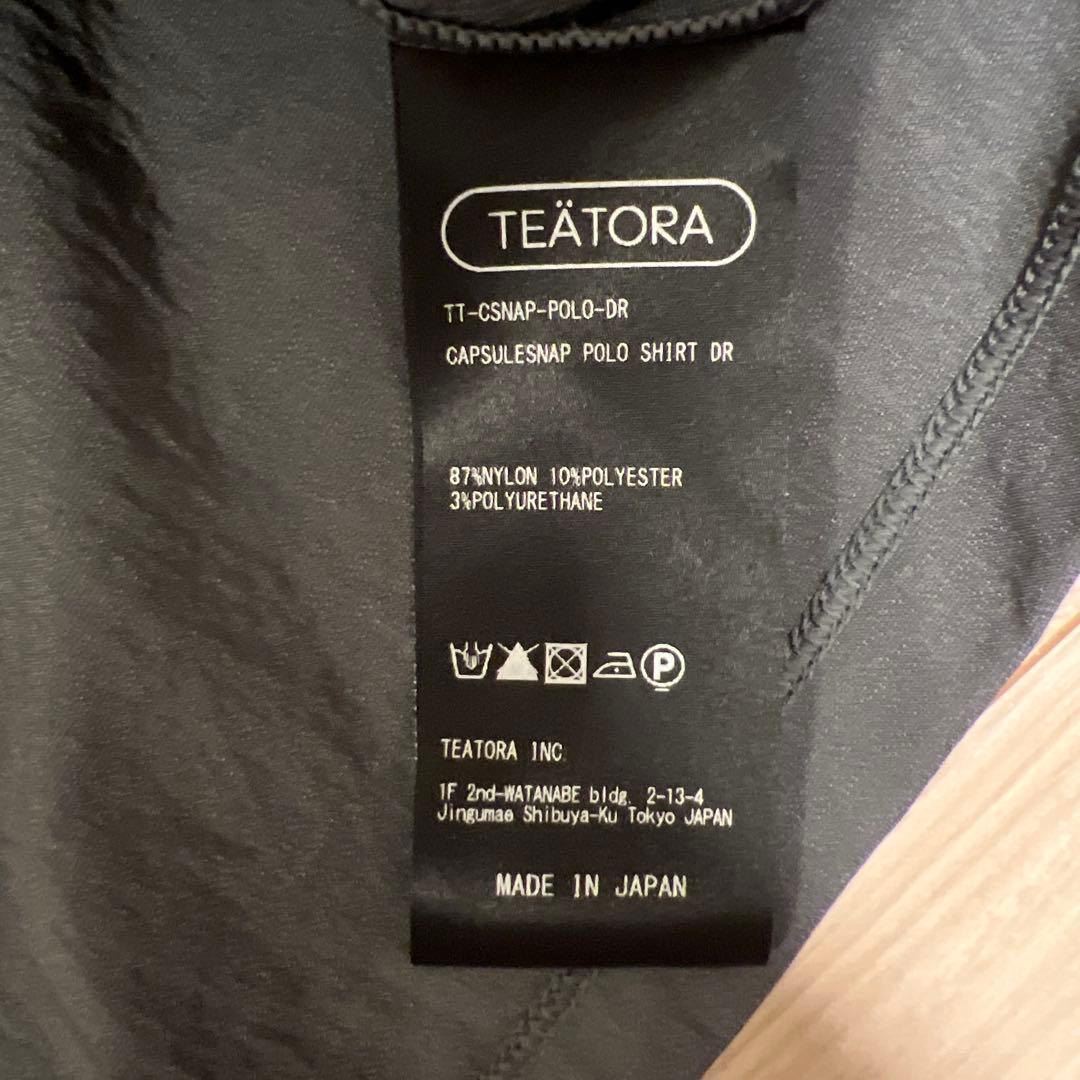 TEÄTORA
TT-CSNAP-POLO-DR
CAPSULESNAP POLO SHIRT DR
87%NYLON 10%POLYESTER
3%POLYURETHANE
P
TEATORA INC.
1F 2nd-WATANABE bldg. 2-13-4
Jingumae Shibuya-Ku Tokyo JAPAN
MADE IN JAPAN